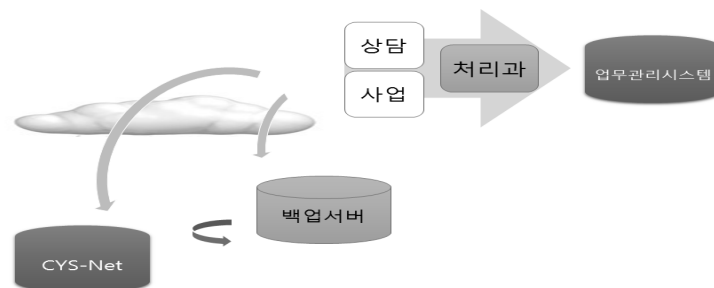 상담
사업
처리과
업무관리시스템
백업서버
CYS-Net